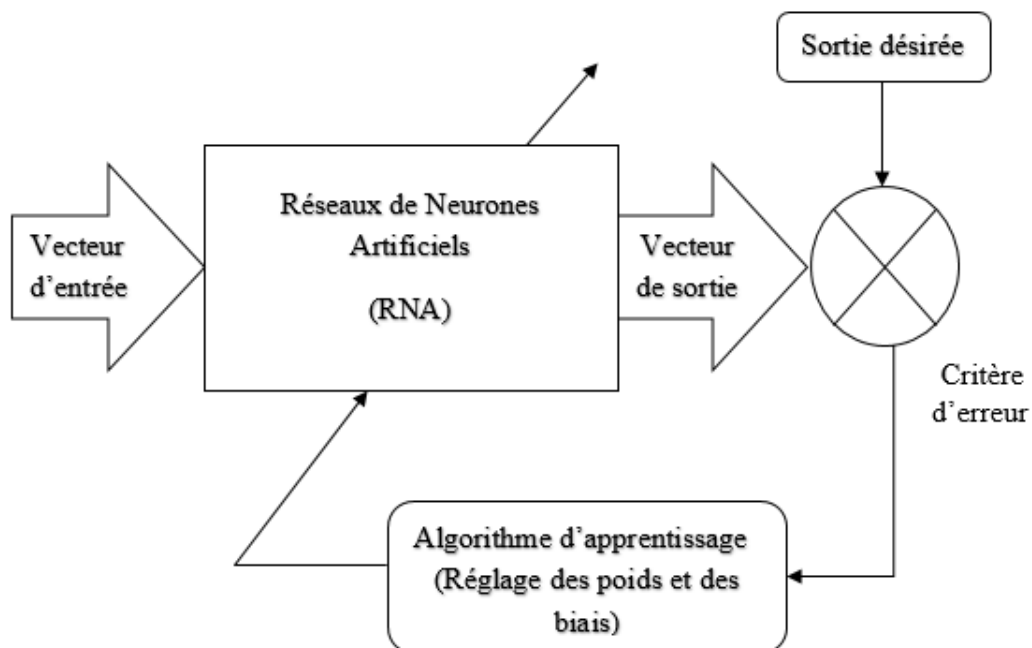 Sortie désirée
Réseaux de Neurones
Artificiels
(RNA)
Vecteur
d'entrée
Vecteur
de sortie
Critère
d'erreur
Algorithme d'apprentissage
(Réglage des poids et des
biais)